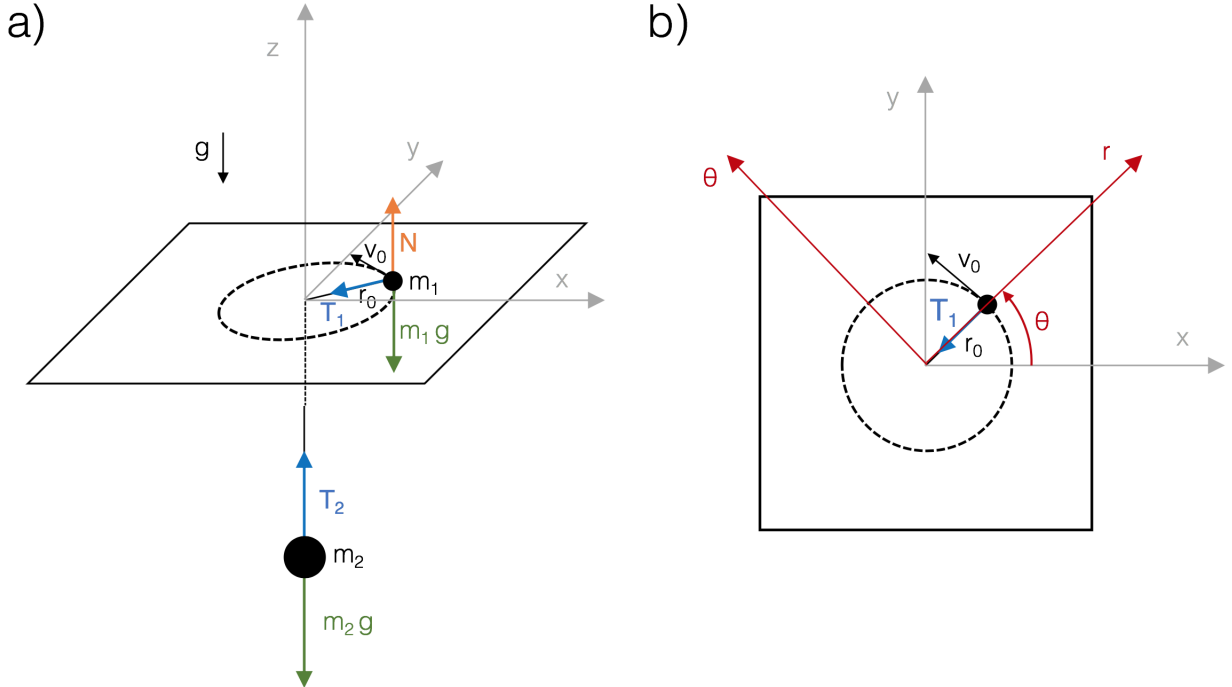 a)
z
g
y
N
v₀
m₁
x
r₀
T₁
m₁ g
T₂
m₂
m₂ g
b)
y
r
θ
v₀
T₁
θ
r₀
x